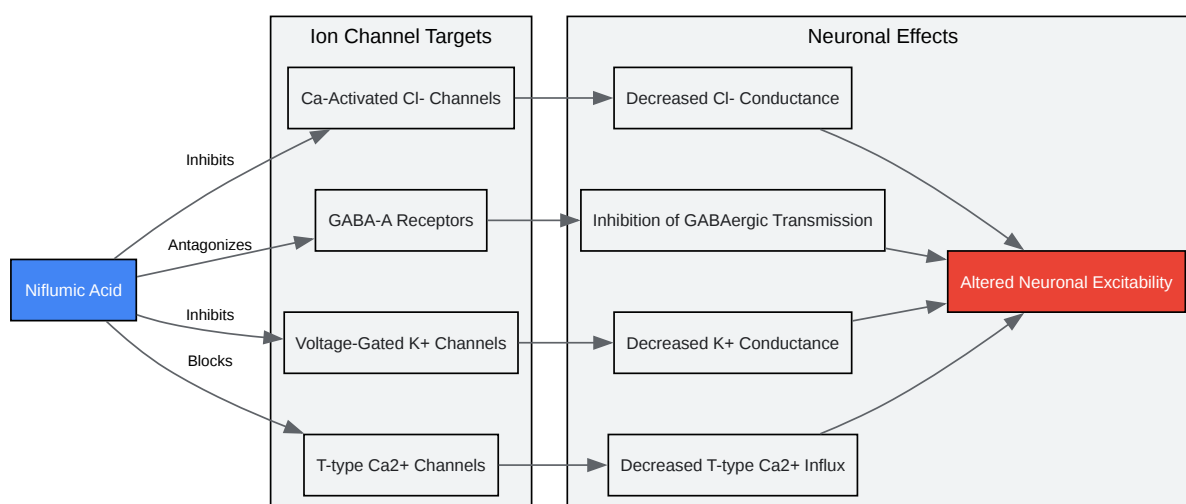 Ion Channel Targets
Neuronal Effects
Ca-Activated Cl- Channels
Decreased Cl- Conductance
Inhibits
GABA-A Receptors
Inhibition of GABAergic Transmission
Antagonizes
Niflumic Acid
Altered Neuronal Excitability
Inhibits
Voltage-Gated K+ Channels
Decreased K+ Conductance
Blocks
T-type Ca2+ Channels
Decreased T-type Ca2+ Influx